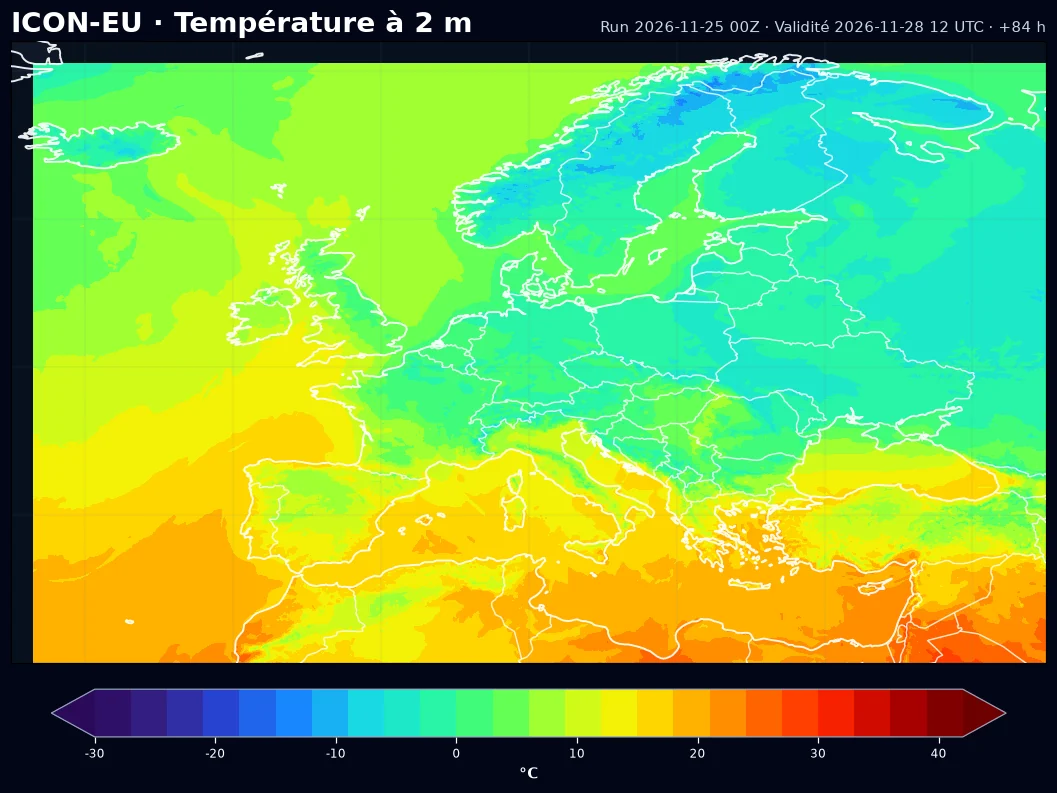 ICON-EU · Température à 2 m
Run 2026-11-25 00Z · Validité 2026-11-28 12 UTC · +84 h
-30 -20 -10 0 10 20 30 40
°C